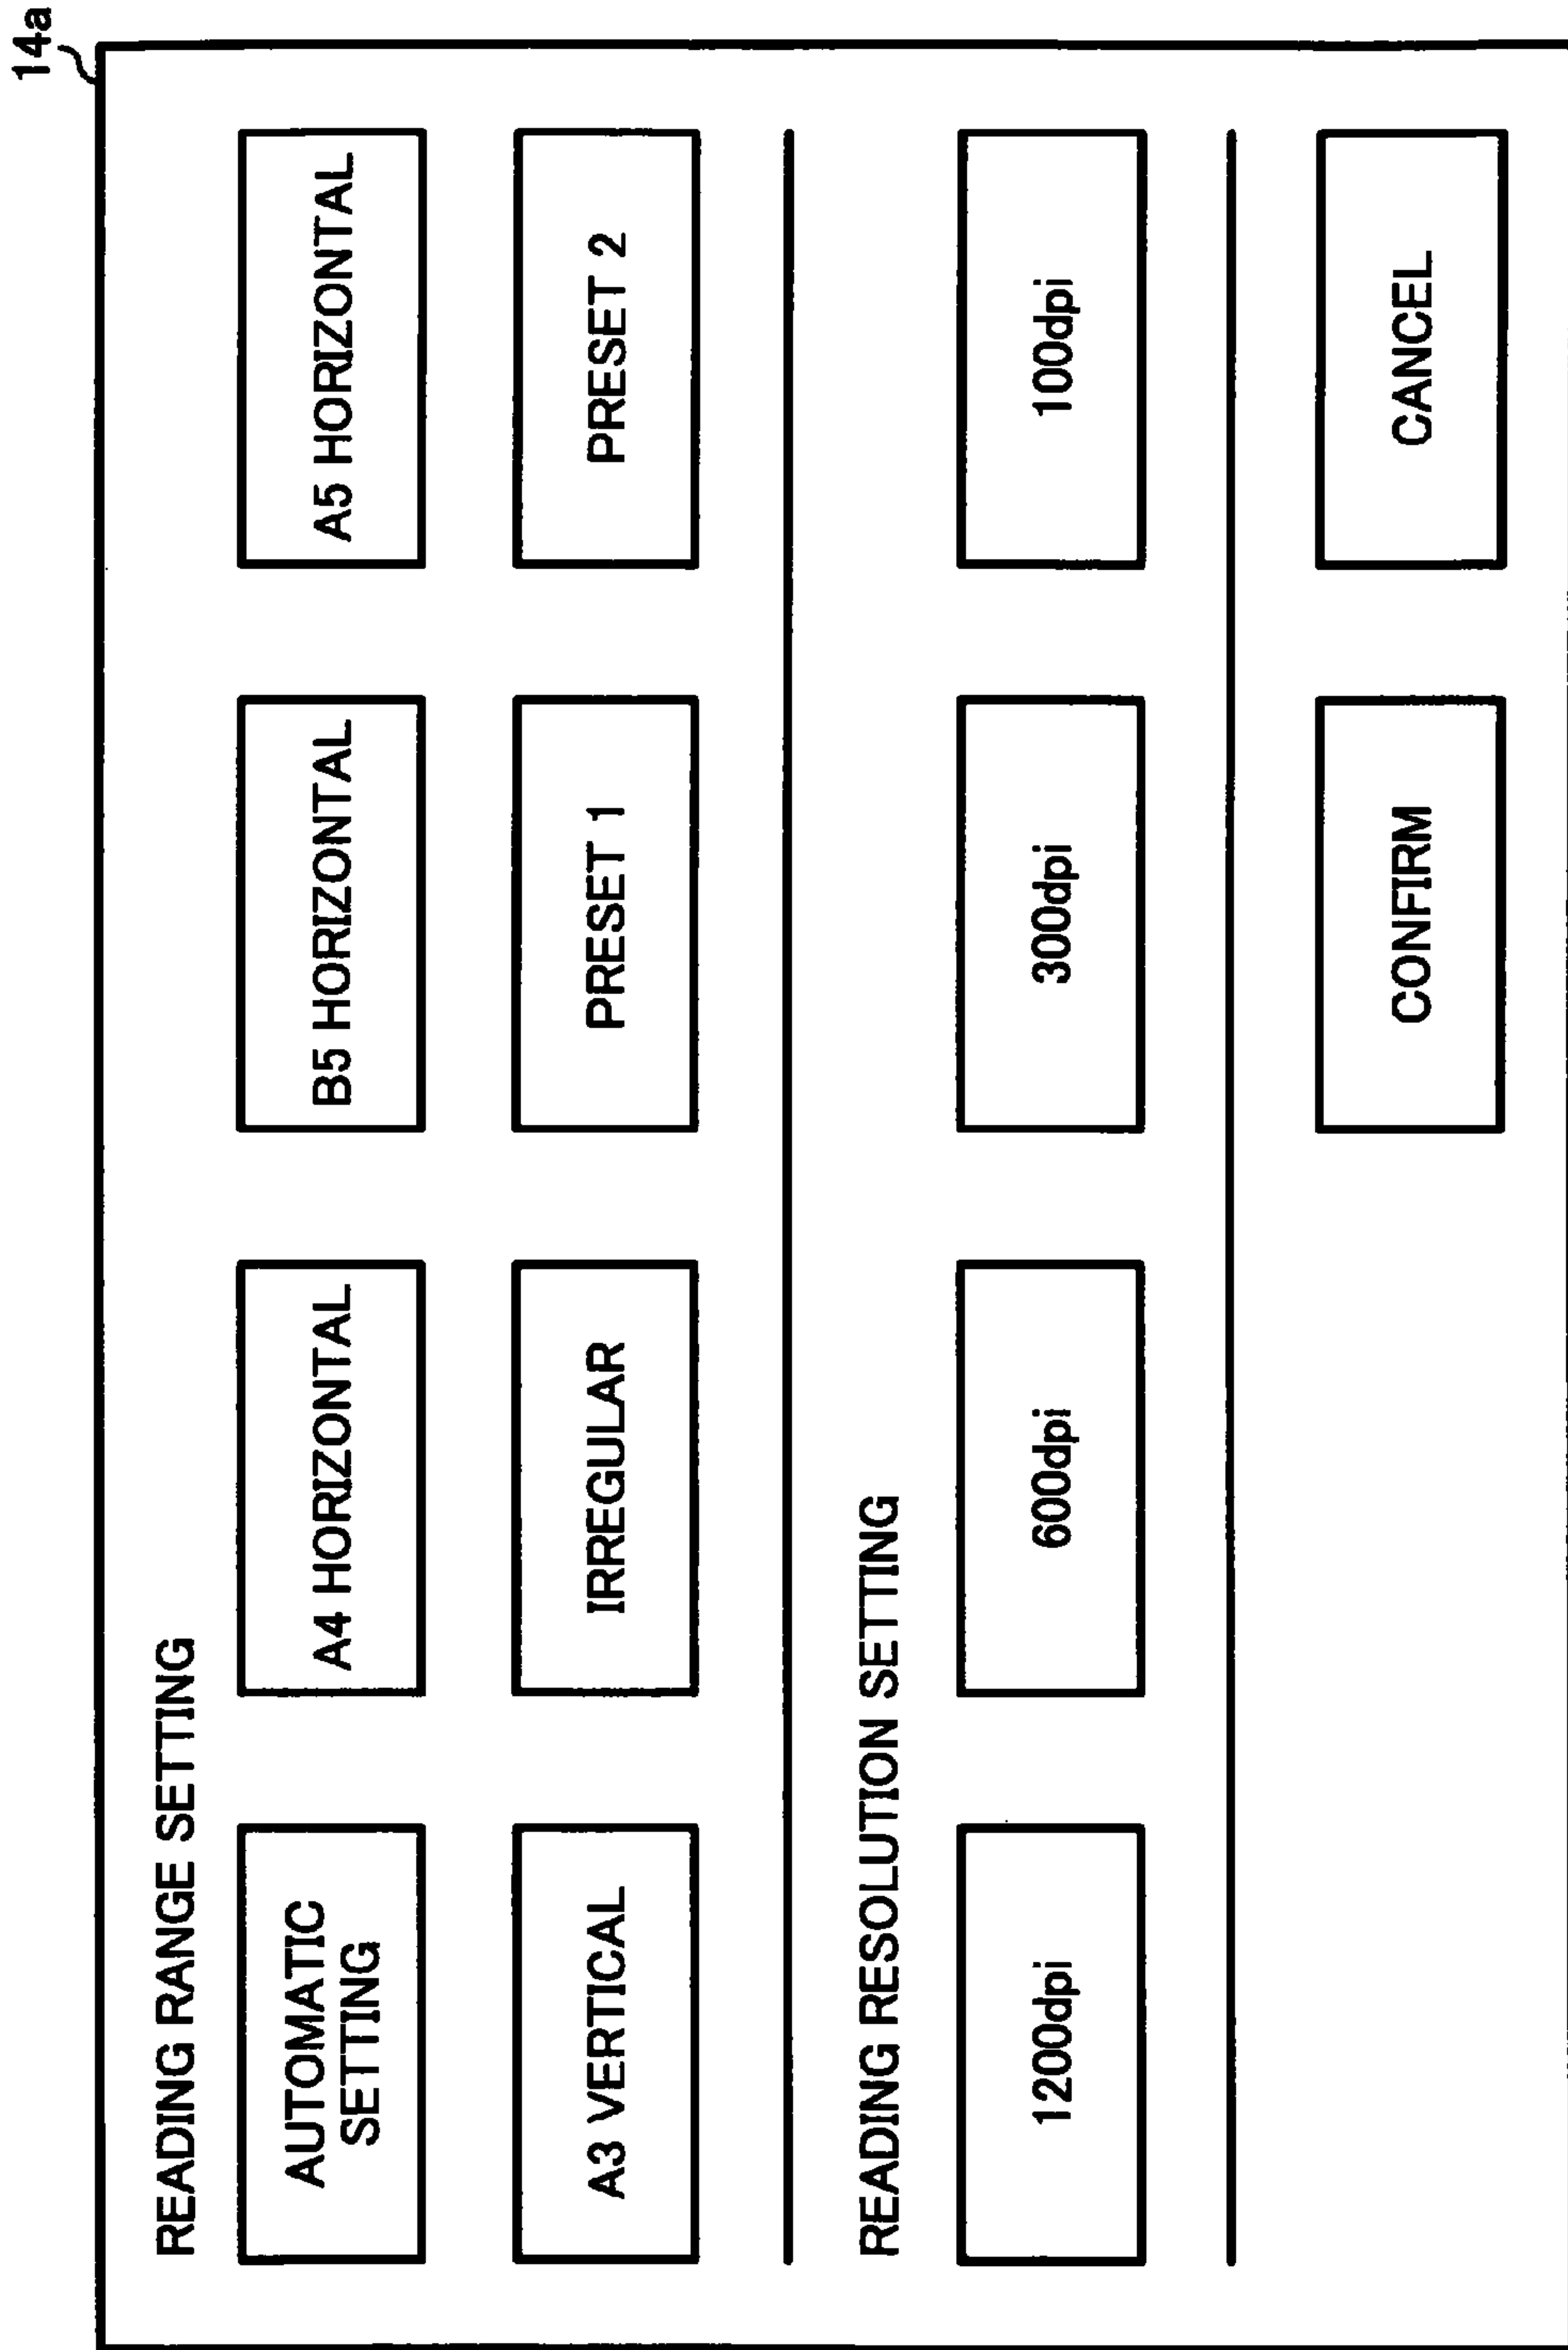 14a
READING RANGE SETTING
AUTOMATIC
SETTING
A4 HORIZONTAL
B5 HORIZONTAL
A5 HORIZONTAL
A3 VERTICAL
IRREGULAR
PRESET 1
PRESET 2
READING RESOLUTION SETTING
1200dpi
600dpi
300dpi
100dpi
CONFIRM
CANCEL